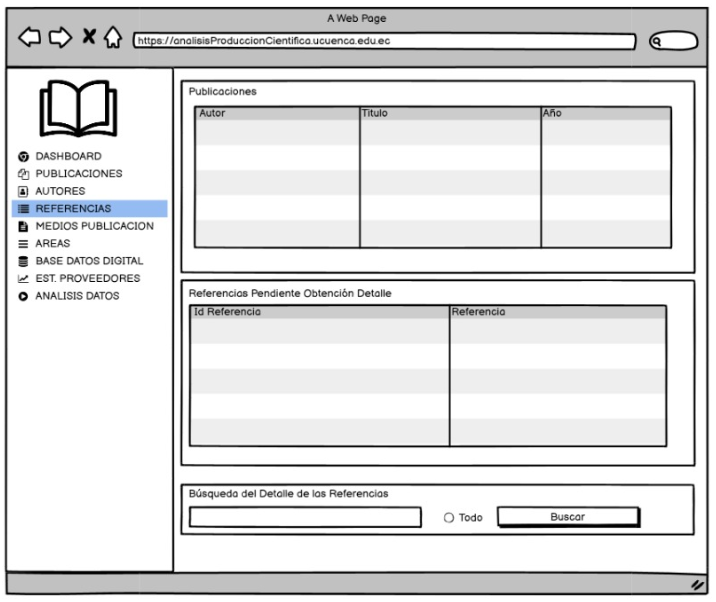 A Web Page
https://analisisProduccionCientifica.ucuenca.edu.ec
DASHBOARD
PUBLICACIONES
AUTORES
REFERENCIAS
MEDIOS PUBLICACION
AREAS
BASE DATOS DIGITAL
EST. PROVEEDORES
ANALISIS DATOS
Publicaciones
Autor Titulo Año
Referencias Pendiente Obtención Detalle
Id Referencia Referencia
Búsqueda del Detalle de las Referencias
Todo Buscar